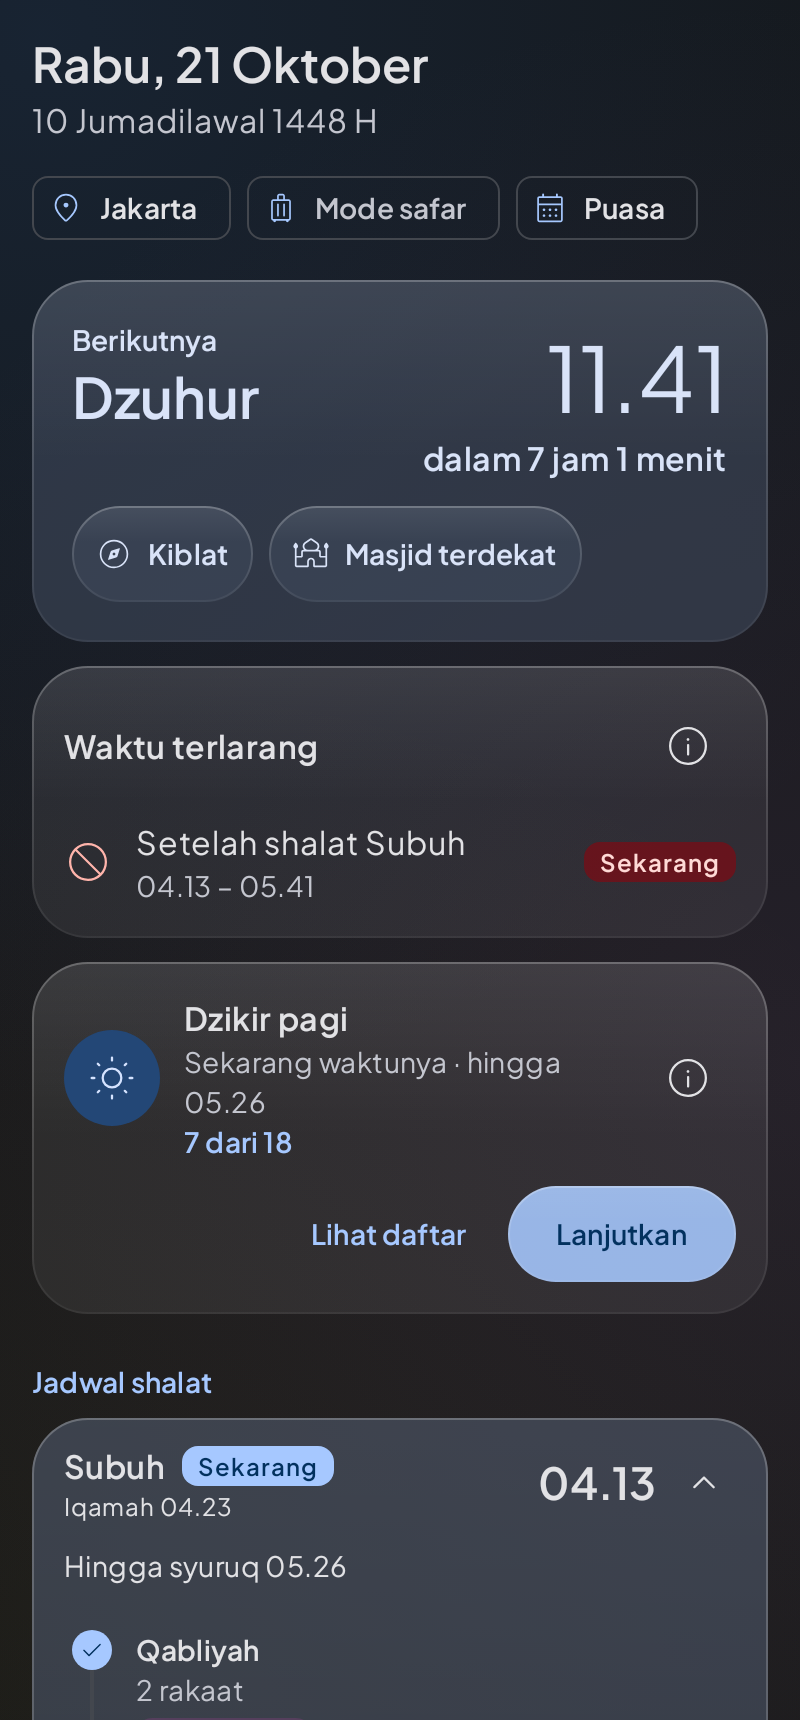 Rabu, 21 Oktober
10 Jumadilawal 1448 H
Jakarta
Mode safar
Puasa
Berikutnya
Dzuhur
11.41
dalam 7 jam 1 menit
Kiblat
Masjid terdekat
Waktu terlarang
Setelah shalat Subuh
04.13 – 05.41
Sekarang
Dzikir pagi
Sekarang waktunya · hingga
05.26
7 dari 18
Lihat daftar
Lanjutkan
Jadwal shalat
Subuh
Sekarang
Iqamah 04.23
04.13
Hingga syuruq 05.26
Qabliyah
2 rakaat